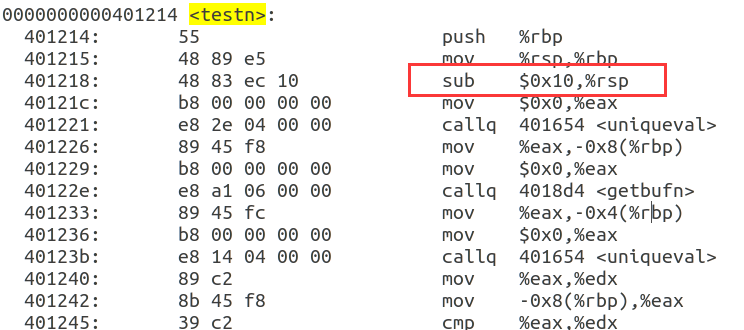 0000000000401214 <testn>:
401214: 55 push %rbp
401215: 48 89 e5 mov %rsp,%rbp
401218: 48 83 ec 10 sub $0x10,%rsp
40121c: b8 00 00 00 00 mov $0x0,%eax
401221: e8 2e 04 00 00 callq 401654 <uniqueval>
401226: 89 45 f8 mov %eax,-0x8(%rbp)
401229: b8 00 00 00 00 mov $0x0,%eax
40122e: e8 a1 06 00 00 callq 4018d4 <getbufn>
401233: 89 45 fc mov %eax,-0x4(%rbp)
401236: b8 00 00 00 00 mov $0x0,%eax
40123b: e8 14 04 00 00 callq 401654 <uniqueval>
401240: 89 c2 mov %eax,%edx
401242: 8b 45 f8 mov -0x8(%rbp),%eax
401245: 39 c2 cmp %eax,%edx